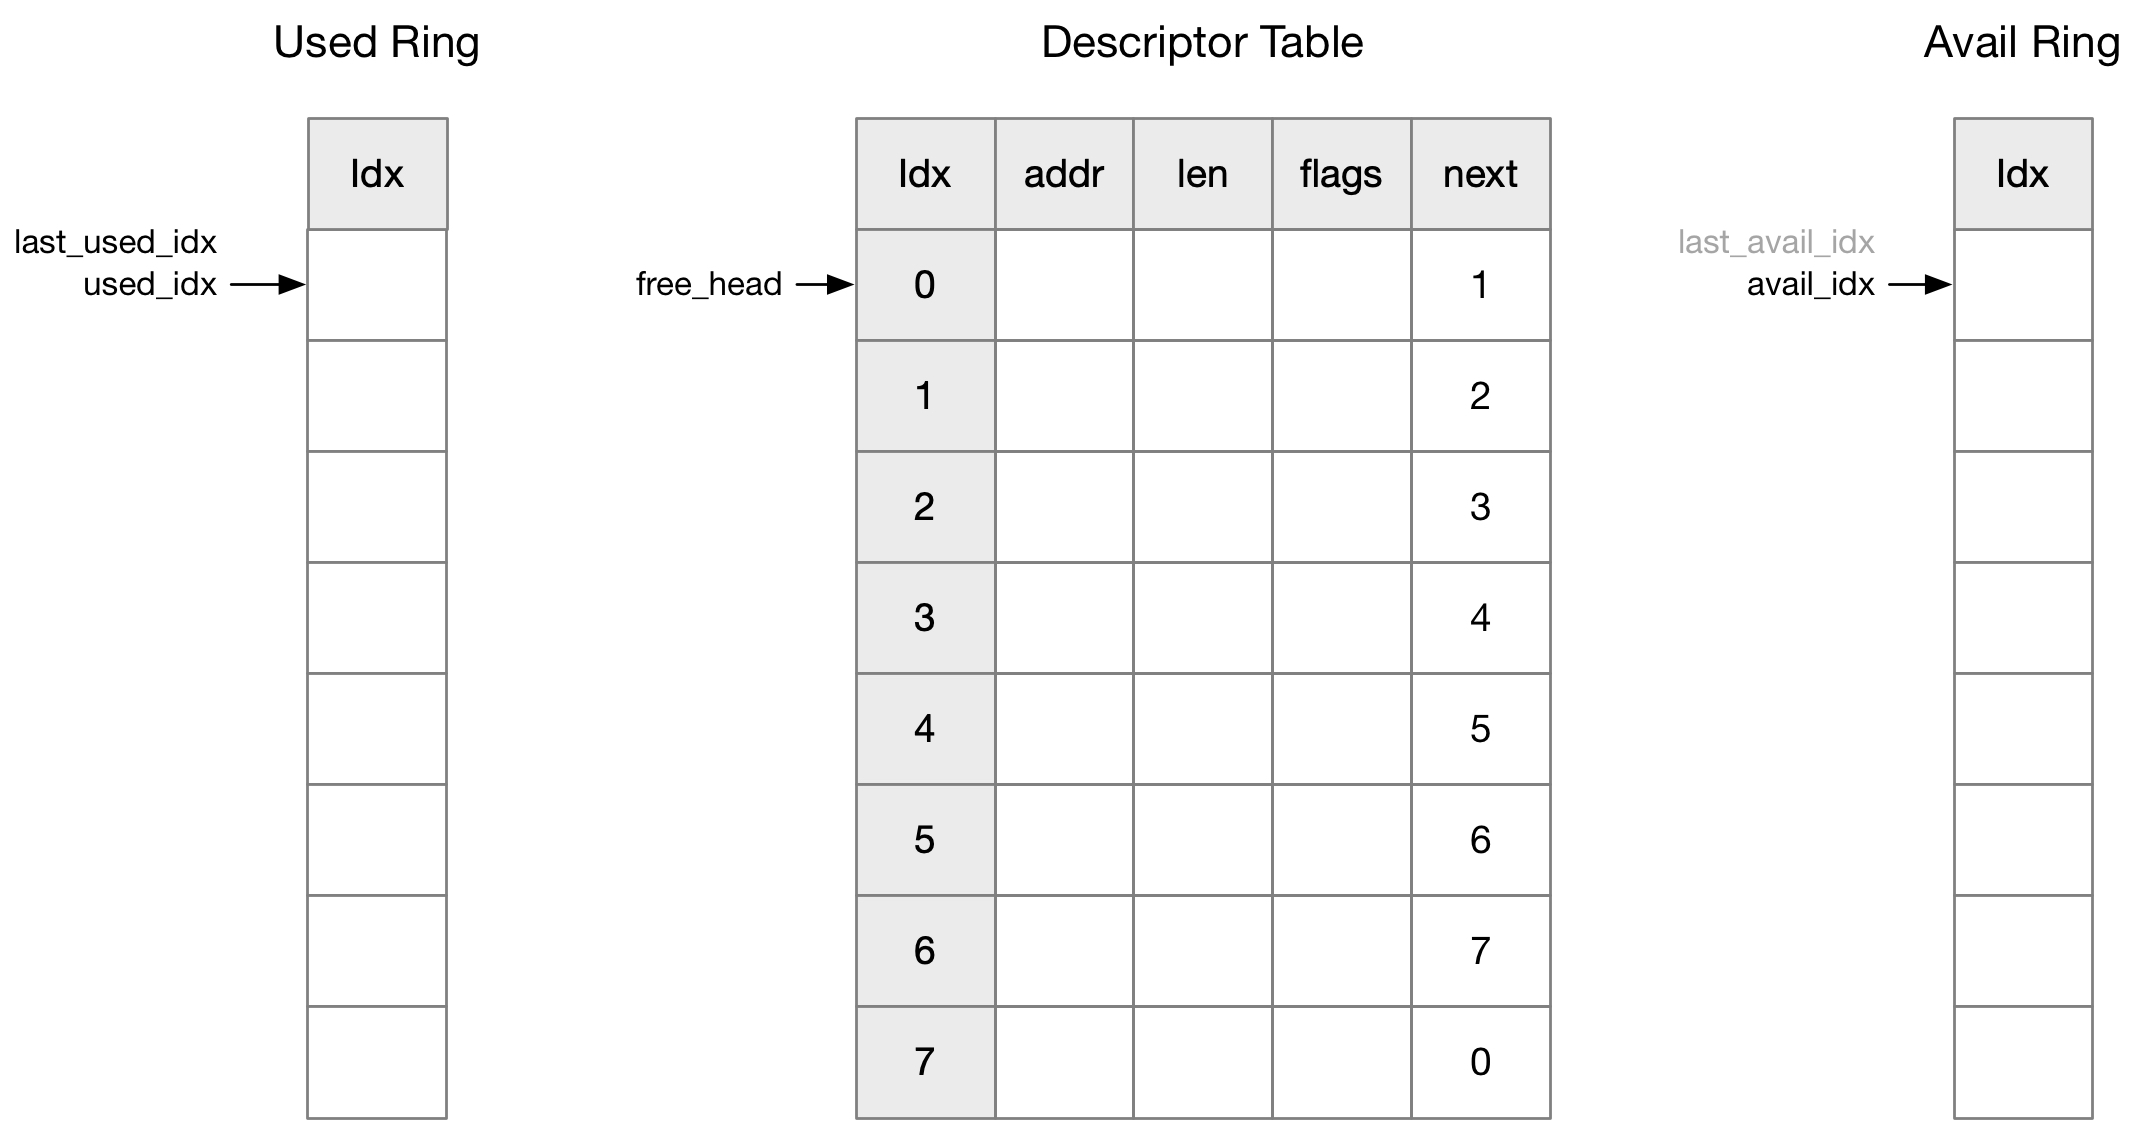 Used Ring
Descriptor Table
Avail Ring
Idx
Idx addr len flags next
Idx
last_used_idx
used_idx
free_head
0 1
last_avail_idx
avail_idx
1 2
2 3
3 4
4 5
5 6
6 7
7 0